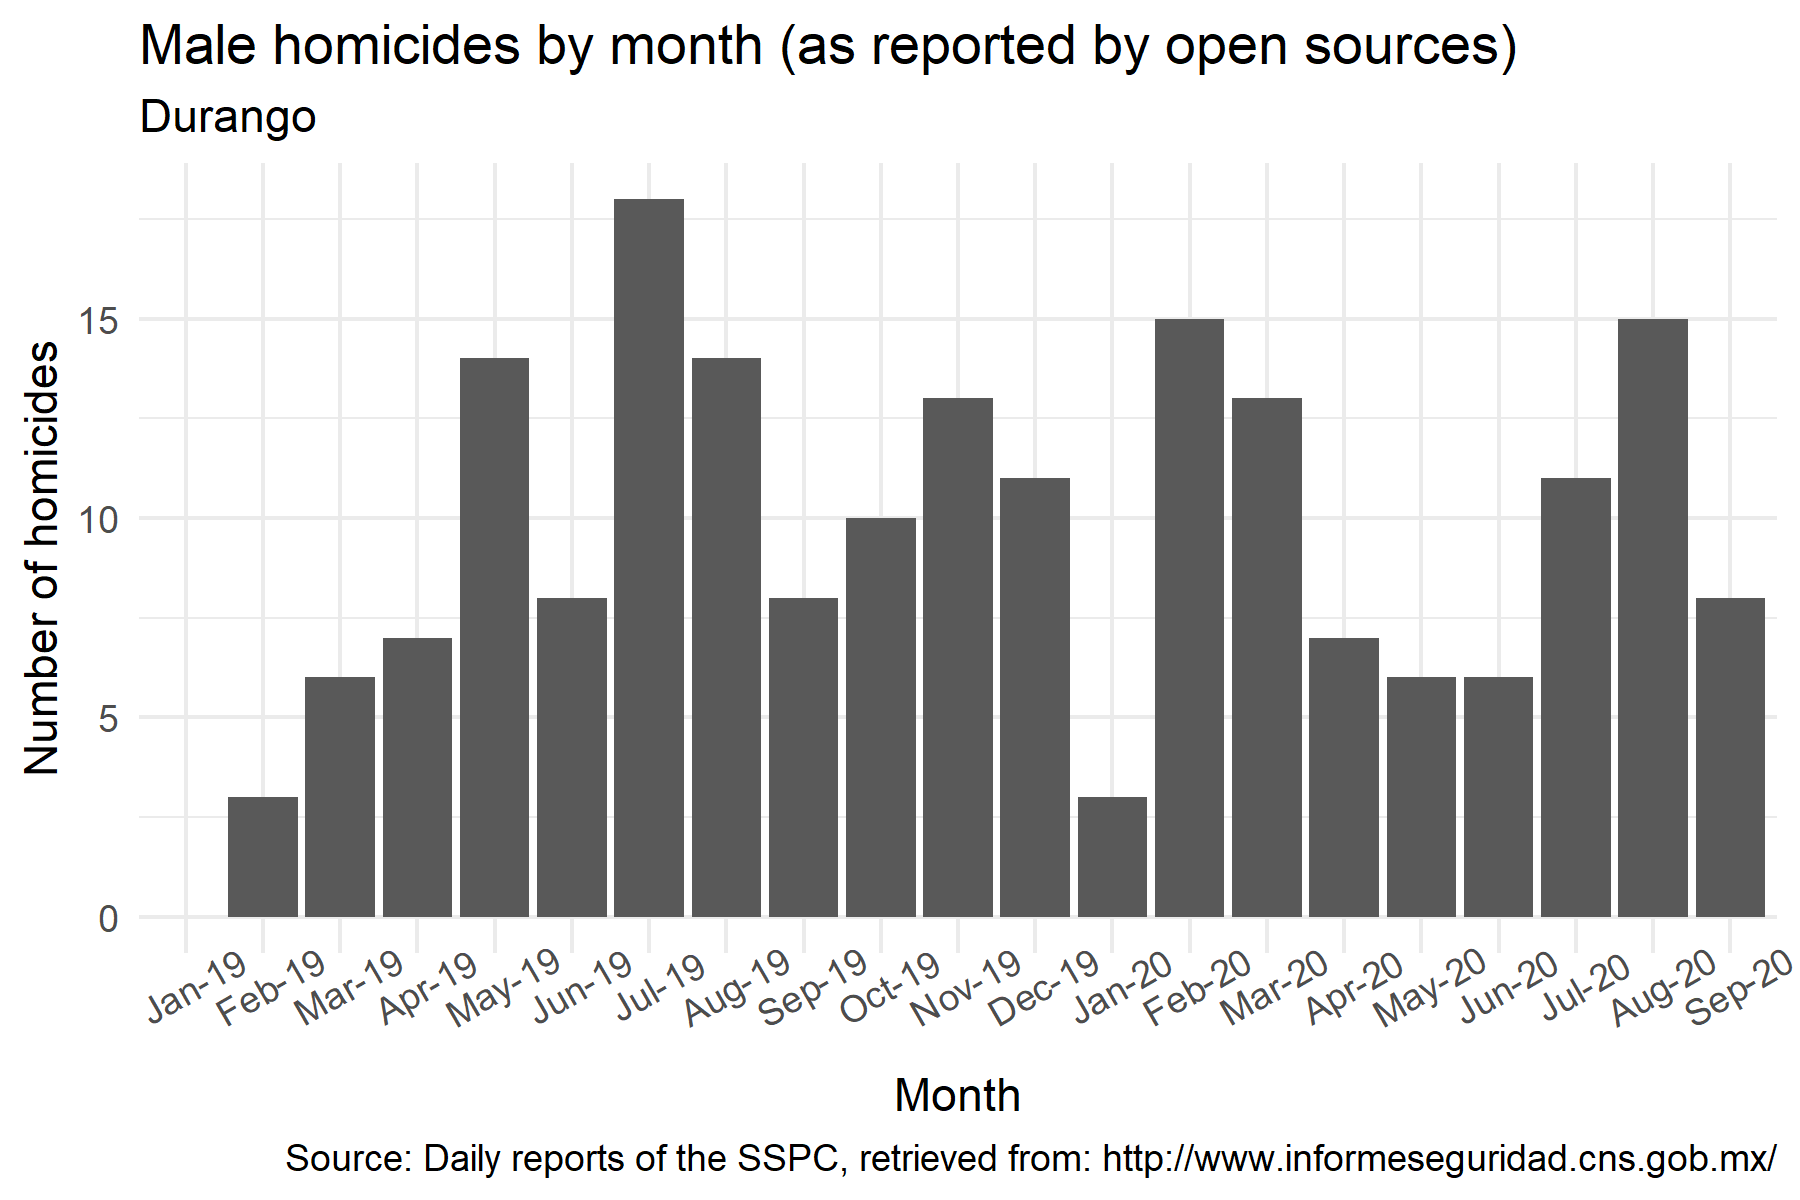 Male homicides by month (as reported by open sources)
Durango
Number of homicides
15
10
5
0
Jan-19
Feb-19
Mar-19
Apr-19
May-19
Jun-19
Jul-19
Aug-19
Sep-19
Oct-19
Nov-19
Dec-19
Jan-20
Feb-20
Mar-20
Apr-20
May-20
Jun-20
Jul-20
Aug-20
Sep-20
Month
Source: Daily reports of the SSPC, retrieved from: http://www.informeseguridad.cns.gob.mx/